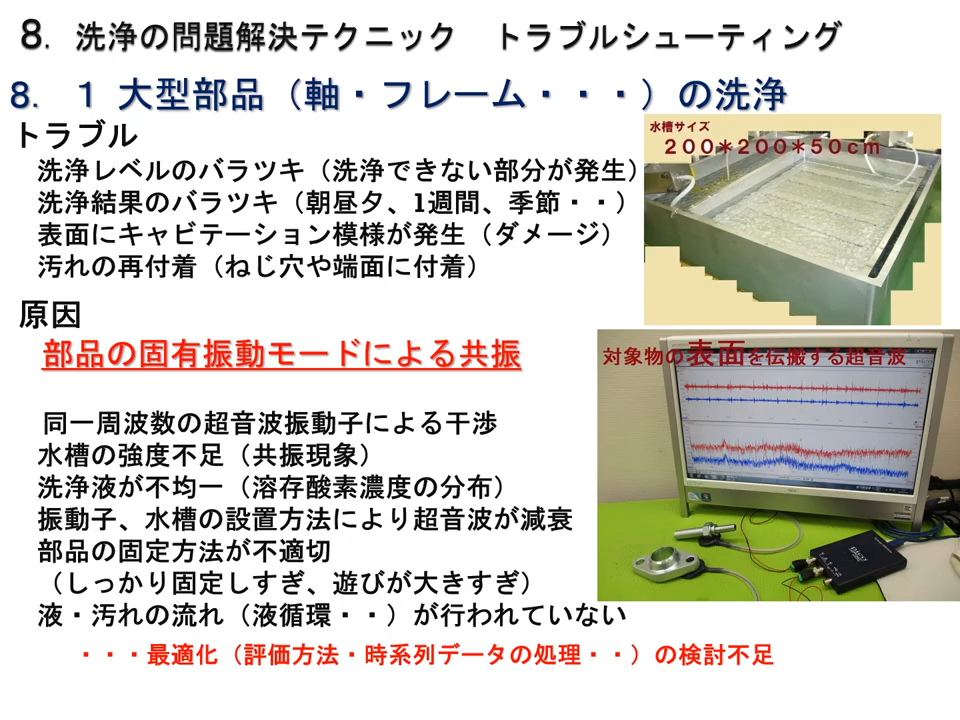 8．洗浄の問題解決テクニック　トラブルシューティング
8．１ 大型部品（軸・フレーム・・・）の洗浄
トラブル
洗浄レベルのバラツキ（洗浄できない部分が発生）
洗浄結果のバラツキ（朝昼夕、1週間、季節・・）
表面にキャビテーション模様が発生（ダメージ）
汚れの再付着（ねじ穴や端面に付着）
水槽サイズ
２００＊２００＊５０ｃｍ
原因
部品の固有振動モードによる共振
対象物の表面を伝搬する超音波
同一周波数の超音波振動子による干渉
水槽の強度不足（共振現象）
洗浄液が不均一（溶存酸素濃度の分布）
振動子、水槽の設置方法により超音波が減衰
部品の固定方法が不適切
（しっかり固定しすぎ、遊びが大きすぎ）
液・汚れの流れ（液循環・・）が行われていない
・・・最適化（評価方法・時系列データの処理・・）の検討不足